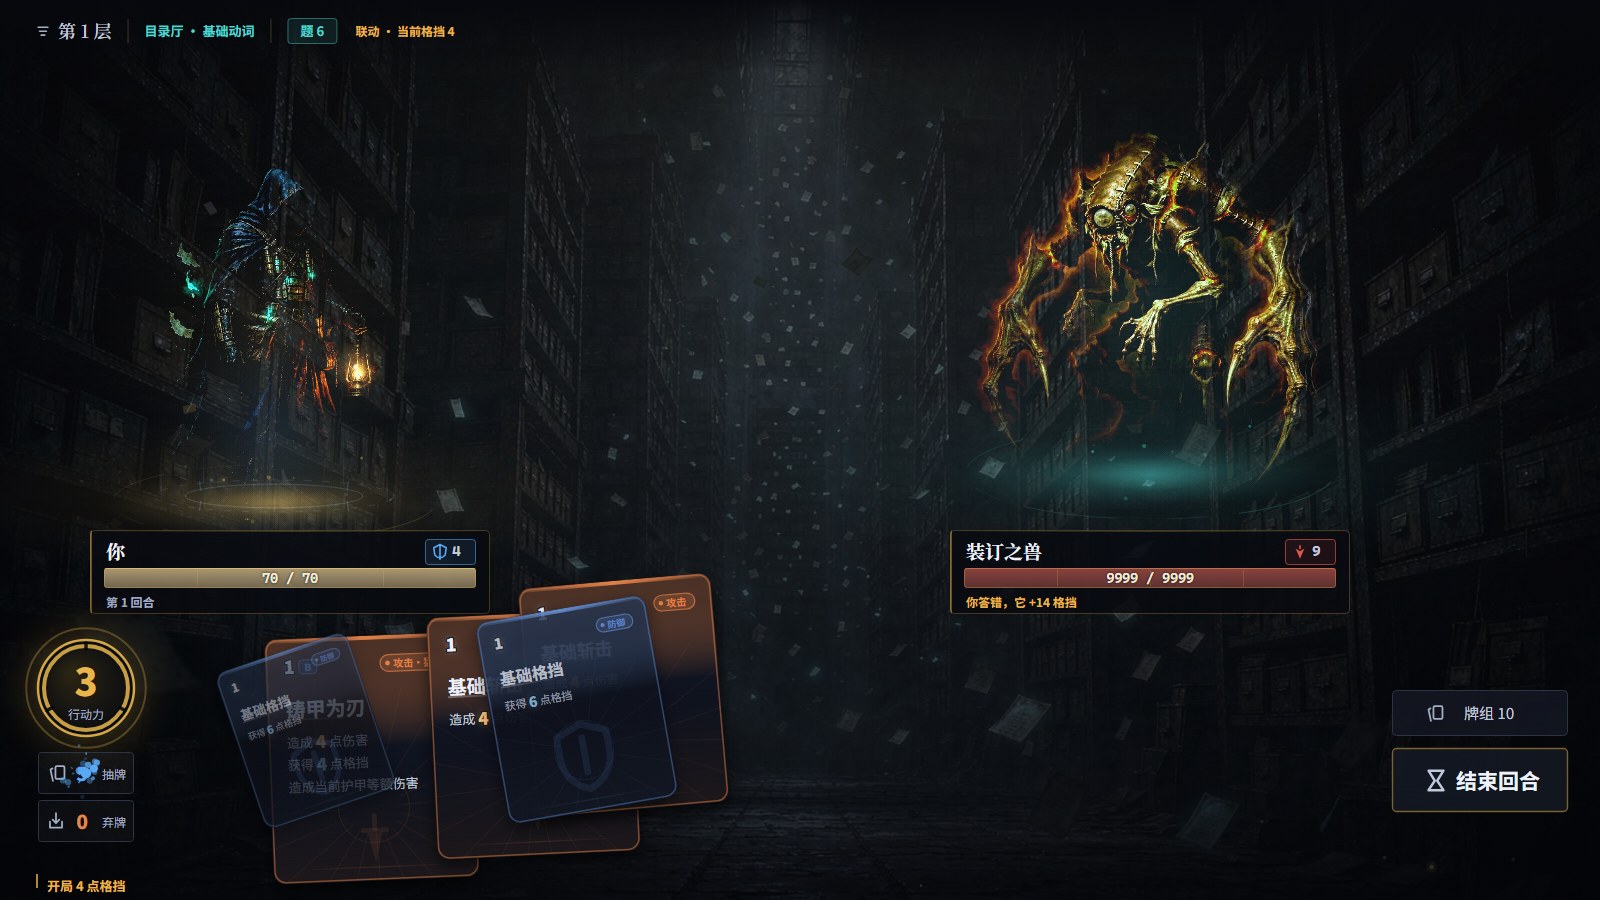 第 1 层
目录厅 · 基础动词
题 6
联动 · 当前格挡 4
你
4
70 / 70
第 1 回合
装订之兽
9
9999 / 9999
你答错，它 +14 格挡
3
行动力
抽牌
0 弃牌
开局 4 点格挡
1
防御
基础格挡
获得 6 点格挡
1
攻击 ·
铸甲为刃
造成 4 点伤害
获得 4 点格挡
造成当前护甲等额伤害
1
基础
造成 4
1
防御
基础格挡
获得 6 点格挡
1
攻击
基础斩击
牌组 10
结束回合